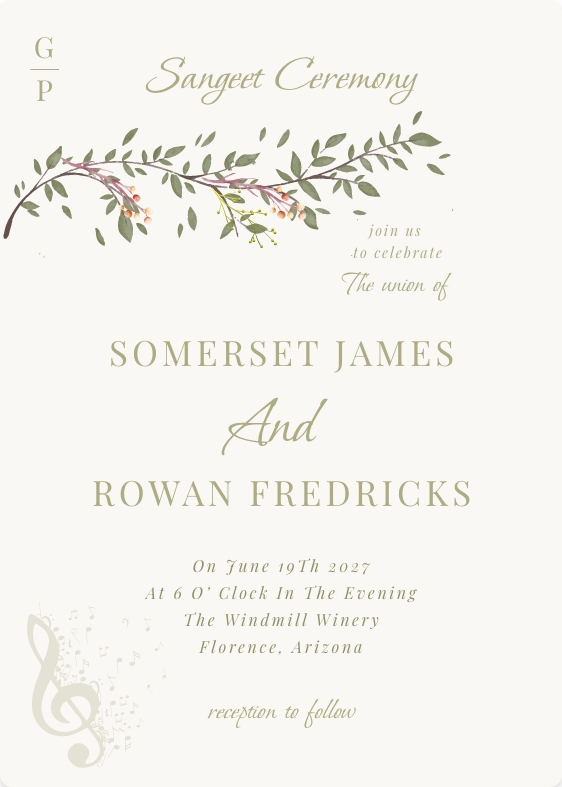 G
P
Sangeet Ceremony
join us
to celebrate
The union of
SOMERSET JAMES
And
ROWAN FREDRICKS
On June 19Th 2027
At 6 O' Clock In The Evening
The Windmill Winery
Florence, Arizona
reception to follow